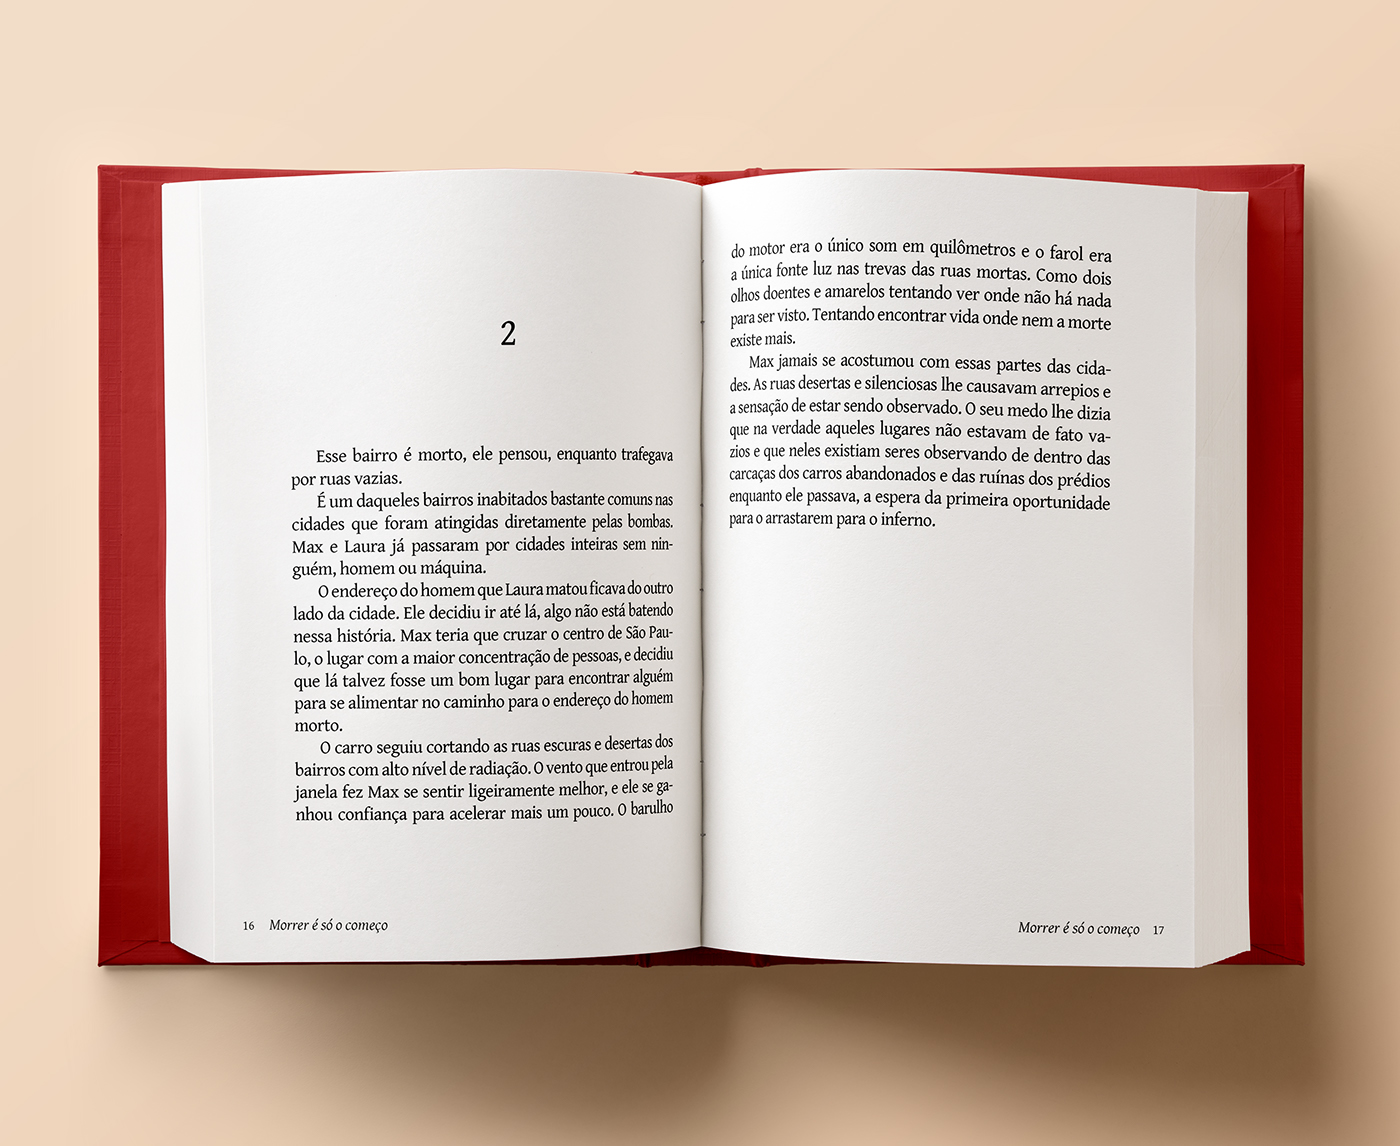 2
Esse bairro é morto, ele pensou, enquanto trafegava
por ruas vazias.
É um daqueles bairros inabitados bastante comuns nas
cidades que foram atingidas diretamente pelas bombas.
Max e Laura já passaram por cidades inteiras sem nin-
guém, homem ou máquina.
O endereço do homem que Laura matou ficava do outro
lado da cidade. Ele decidiu ir até lá, algo não está batendo
nessa história. Max teria que cruzar o centro de São Pau-
lo, o lugar com a maior concentração de pessoas, e decidiu
que lá talvez fosse um bom lugar para encontrar alguém
para se alimentar no caminho para o endereço do homem
morto.
O carro seguiu cortando as ruas escuras e desertas dos
bairros com alto nível de radiação. O vento que entrou pela
janela fez Max se sentir ligeiramente melhor, e ele se ga-
nhou confiança para acelerar mais um pouco. O barulho
16 Morrer é só o começo
do motor era o único som em quilômetros e o farol era
a única fonte luz nas trevas das ruas mortas. Como dois
olhos doentes e amarelos tentando ver onde não há nada
para ser visto. Tentando encontrar vida onde nem a morte
existe mais.
Max jamais se acostumou com essas partes das cida-
des. As ruas desertas e silenciosas lhe causavam arrepios e
a sensação de estar sendo observado. O seu medo lhe dizia
que na verdade aqueles lugares não estavam de fato va-
zios e que neles existiam seres observando de dentro das
carcaças dos carros abandonados e das ruínas dos prédios
enquanto ele passava, a espera da primeira oportunidade
para o arrastarem para o inferno.
Morrer é só o começo 17